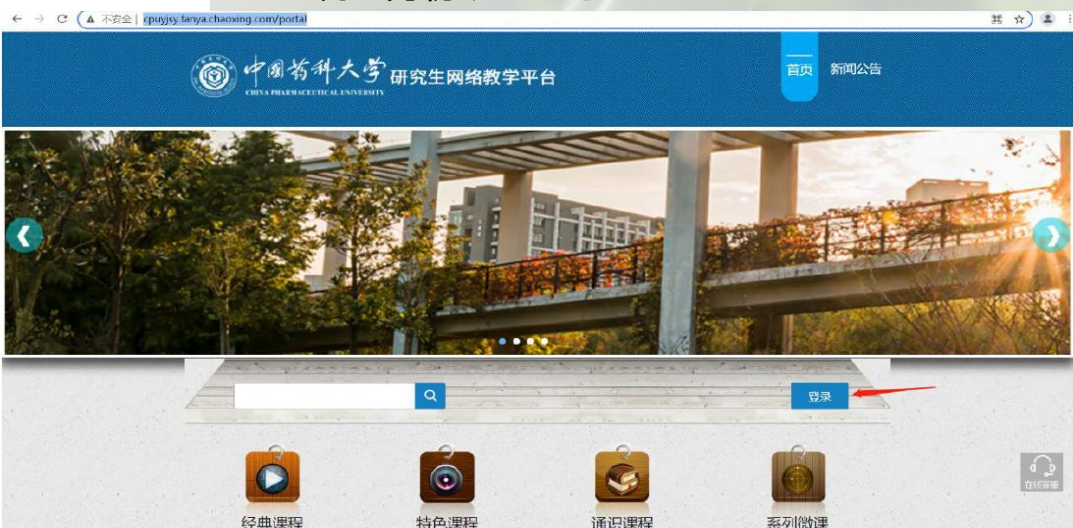 不安全 | cpuyjsy.fanya.chaoxing.com/portal
中国药科大学 研究生网络教学平台
CHINA PHARMACEUTICAL UNIVERSITY
首页 新闻公告
登录
经典课程 特色课程 通识课程 系列微课
在线客服